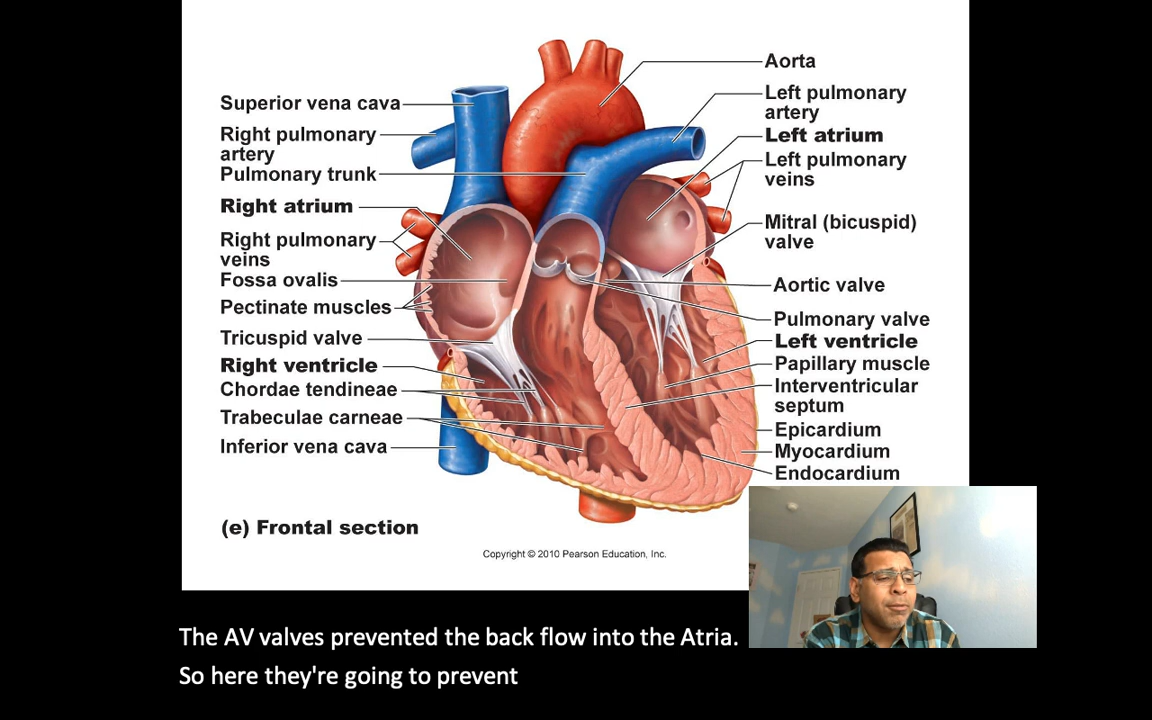 Superior vena cava
Right pulmonary
artery
Pulmonary trunk
Right atrium
Right pulmonary
veins
Fossa ovalis
Pectinate muscles
Tricuspid valve
Right ventricle
Chordae tendineae
Trabeculae carneae
Inferior vena cava
Aorta
Left pulmonary
artery
Left atrium
Left pulmonary
veins
Mitral (bicuspid)
valve
Aortic valve
Pulmonary valve
Left ventricle
Papillary muscle
Interventricular
septum
Epicardium
Myocardium
Endocardium
(e) Frontal section
Copyright © 2010 Pearson Education, Inc.
The AV valves prevented the back flow into the Atria.
So here they're going to prevent